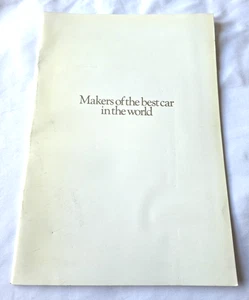 Makers of the best car
in the world